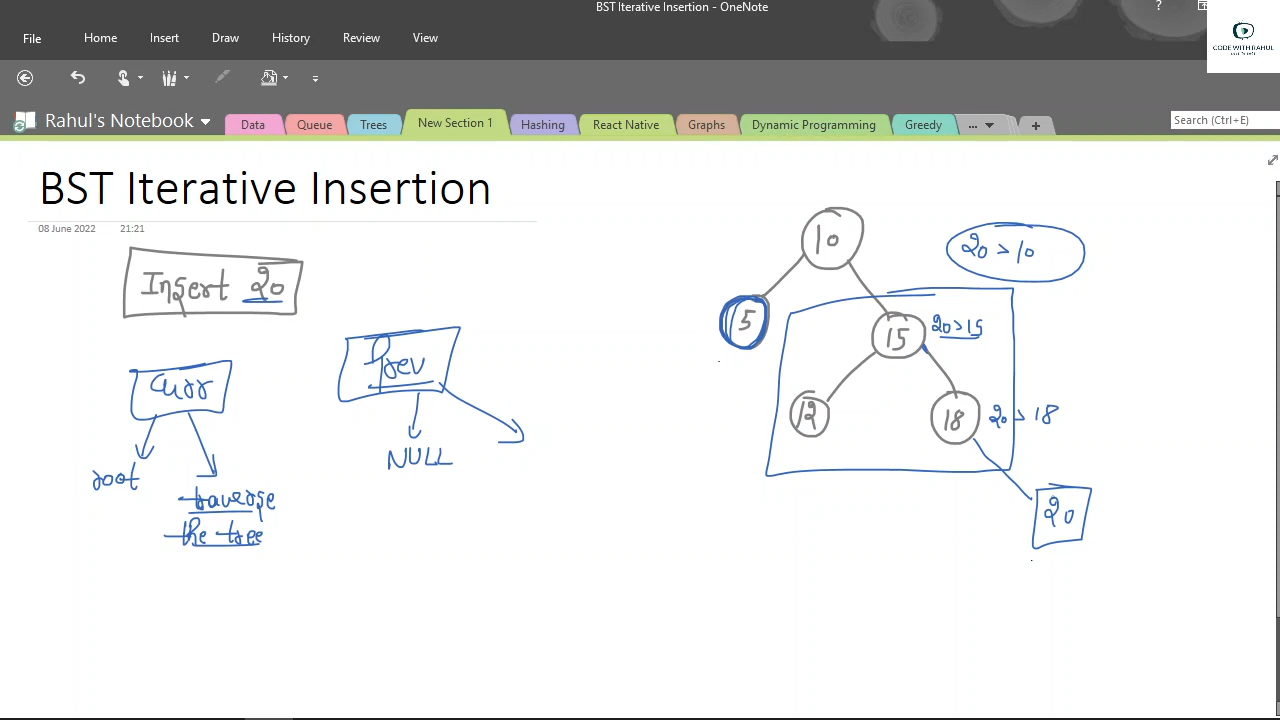 BST Iterative Insertion - OneNote
?
CODE WITH RAHUL
File Home Insert Draw History Review View
Rahul's Notebook
Data Queue Trees New Section 1 Hashing React Native Graphs Dynamic Programming Greedy ... +
Search (Ctrl+E)
BST Iterative Insertion
08 June 2022 21:21
Insert 20
Curr
root
traverse
the tree
Prev
NULL
10
20 > 10
5
15
20>15
12
18
20 > 18
20